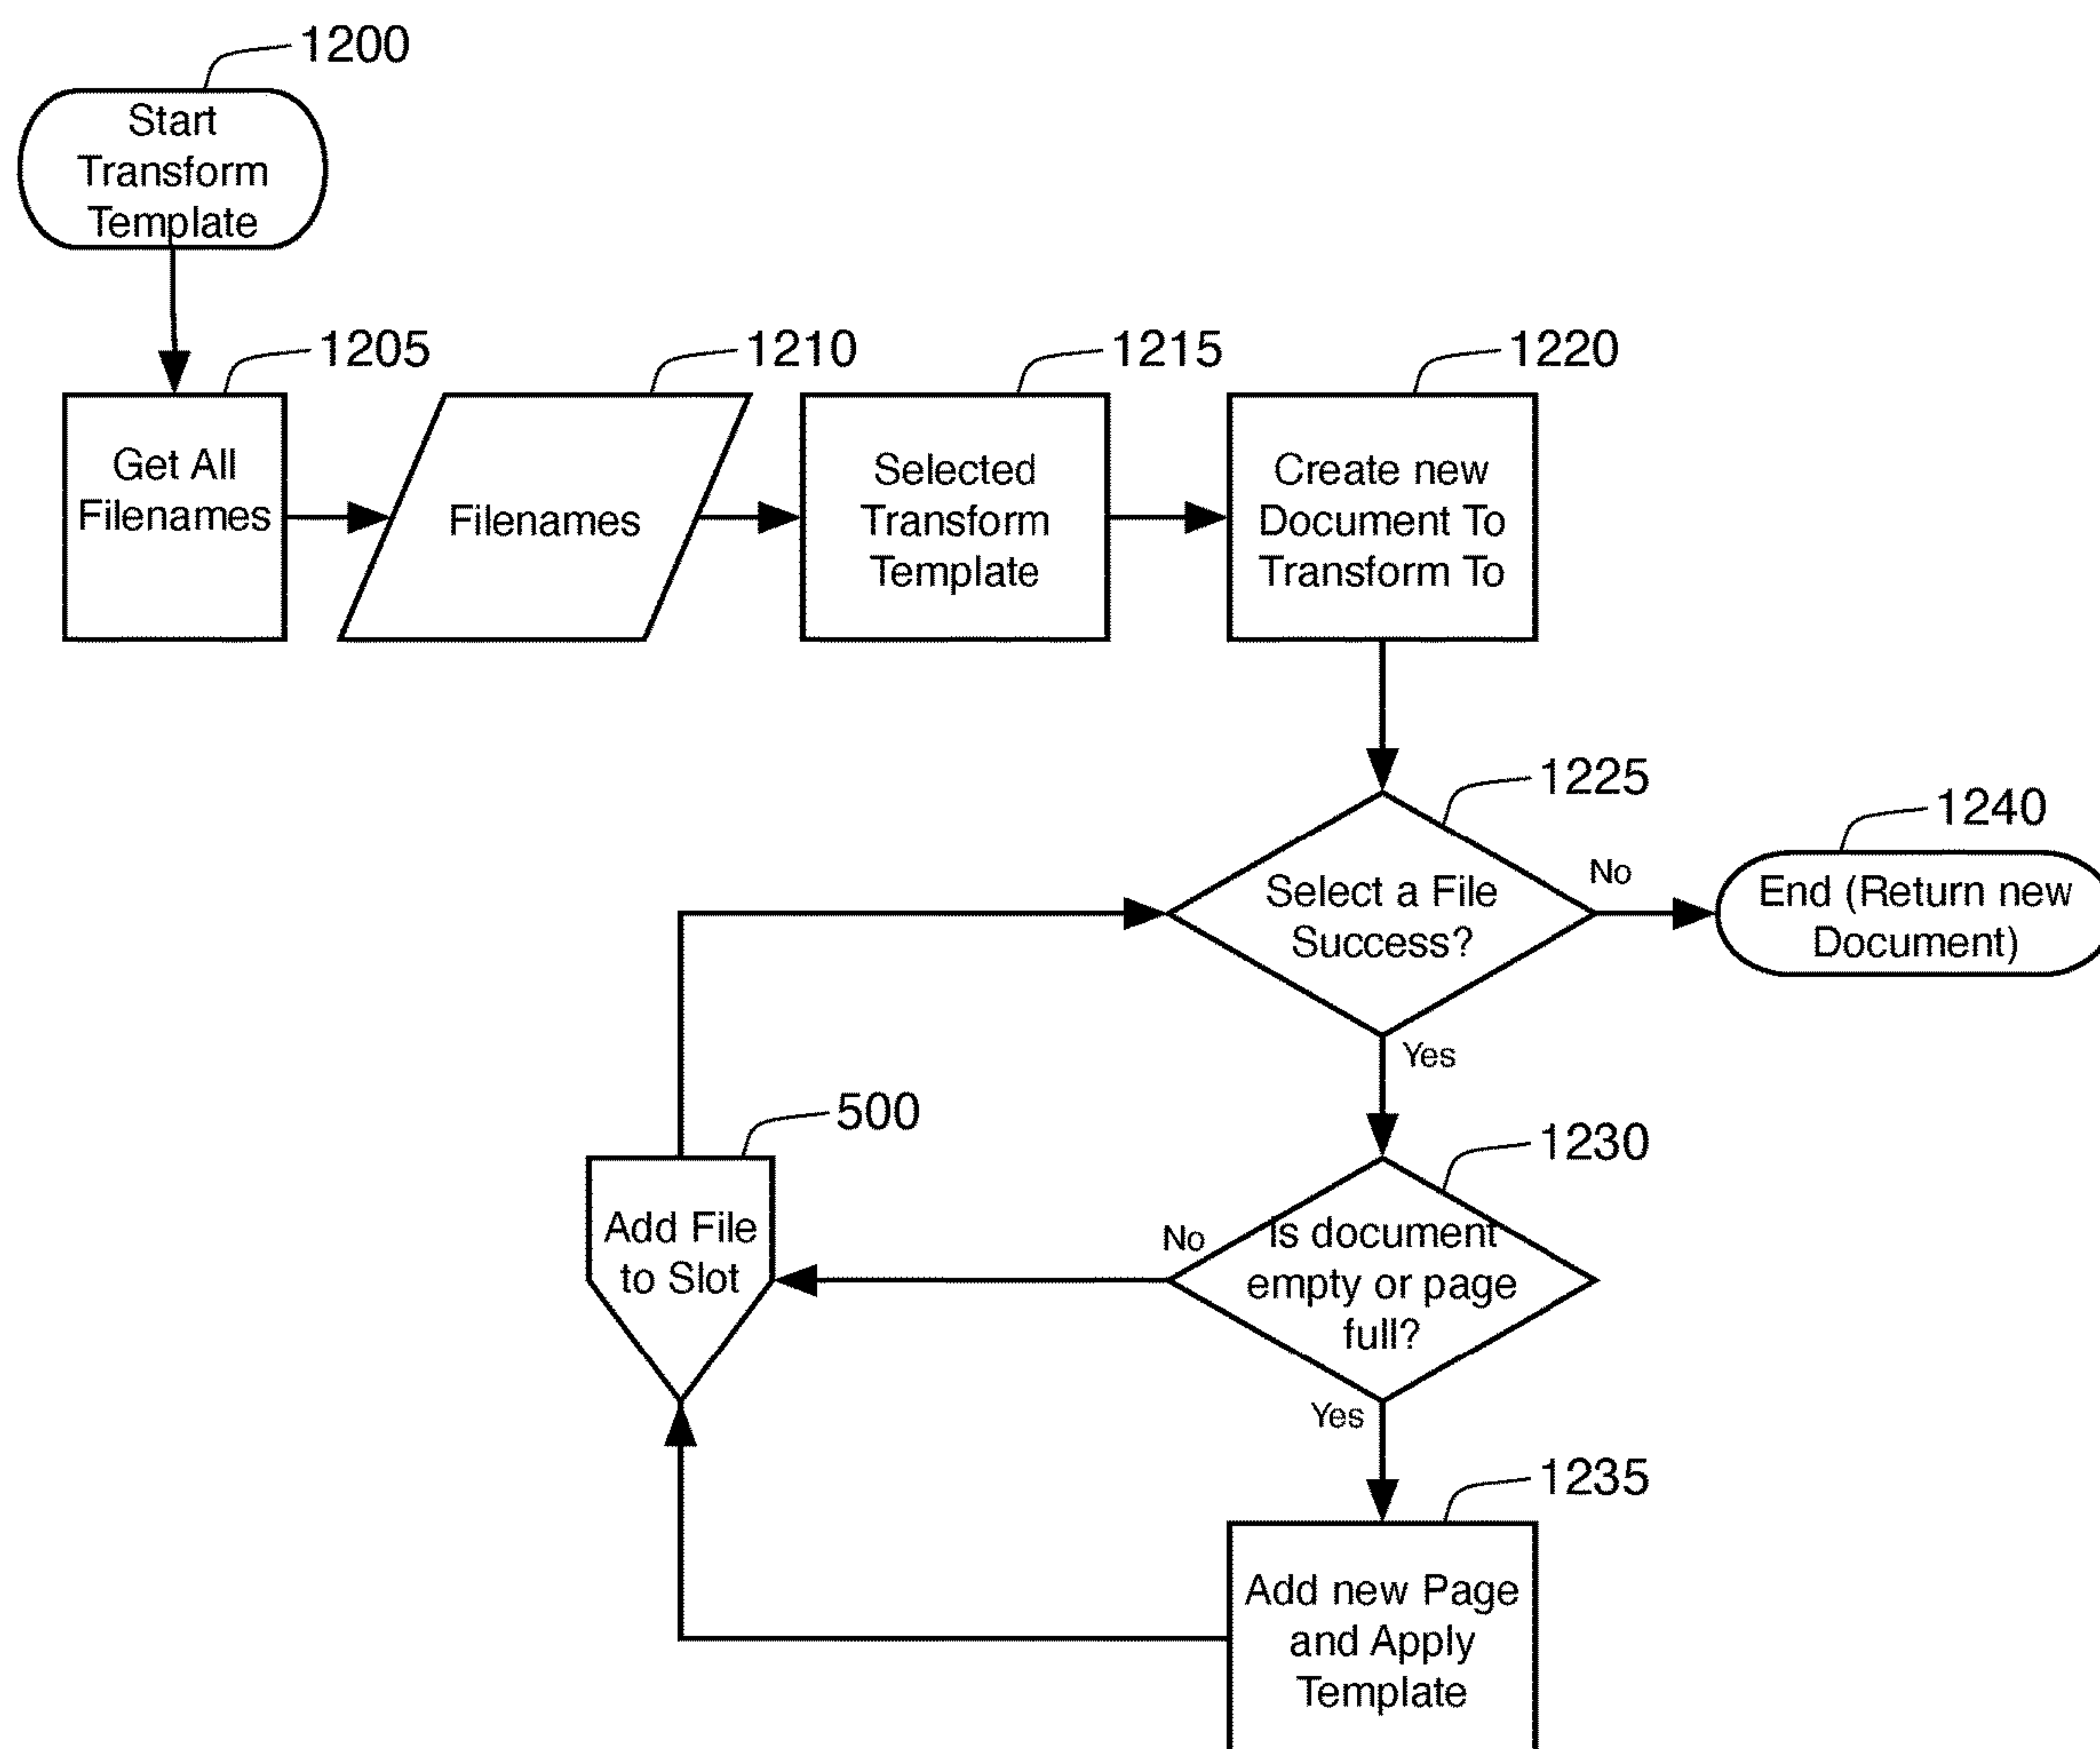 1200
Start
Transform
Template
1205
1210
1215
1220
Get All
Filenames
Filenames
Selected
Transform
Template
Create new
Document To
Transform To
1225
1240
Select a File
Success?
No
End (Return new
Document)
Yes
500
1230
Add File
to Slot
No
Is document
empty or page
full?
Yes
1235
Add new Page
and Apply
Template